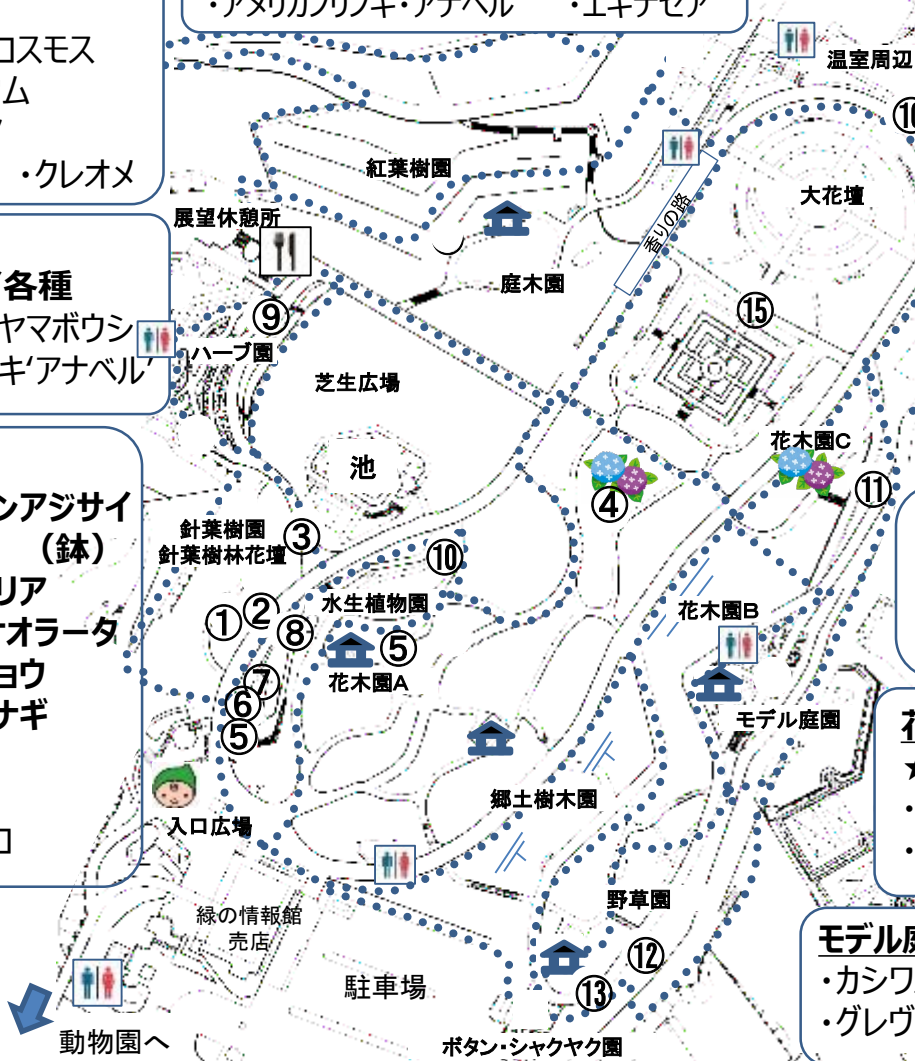 ・アメリカノリノキ・アナベル ・エキナセア
コスモス
ム
・クレオメ
温室周辺
紅葉樹園
大花壇
展望休憩所
香りの路
各種
庭木園
ヤマボウシ
キ‘アナベル’
⑮
⑨
ハーブ園
芝生広場
花木園C
池
④
⑪
ンアジサイ
(鉢)
針葉樹園
針葉樹林花壇
③
⑩
リア
オラータ
ョウ
ナギ
①
②
⑧
水生植物園
⑤
花木園A
花木園B
⑦
⑥
⑤
モデル庭園
郷土樹木園
入口広場
緑の情報館
売店
野草園
⑫
⑬
駐車場
モデル
・カシワ
・グレヴ
動物園へ
ボタン・シャクヤク園